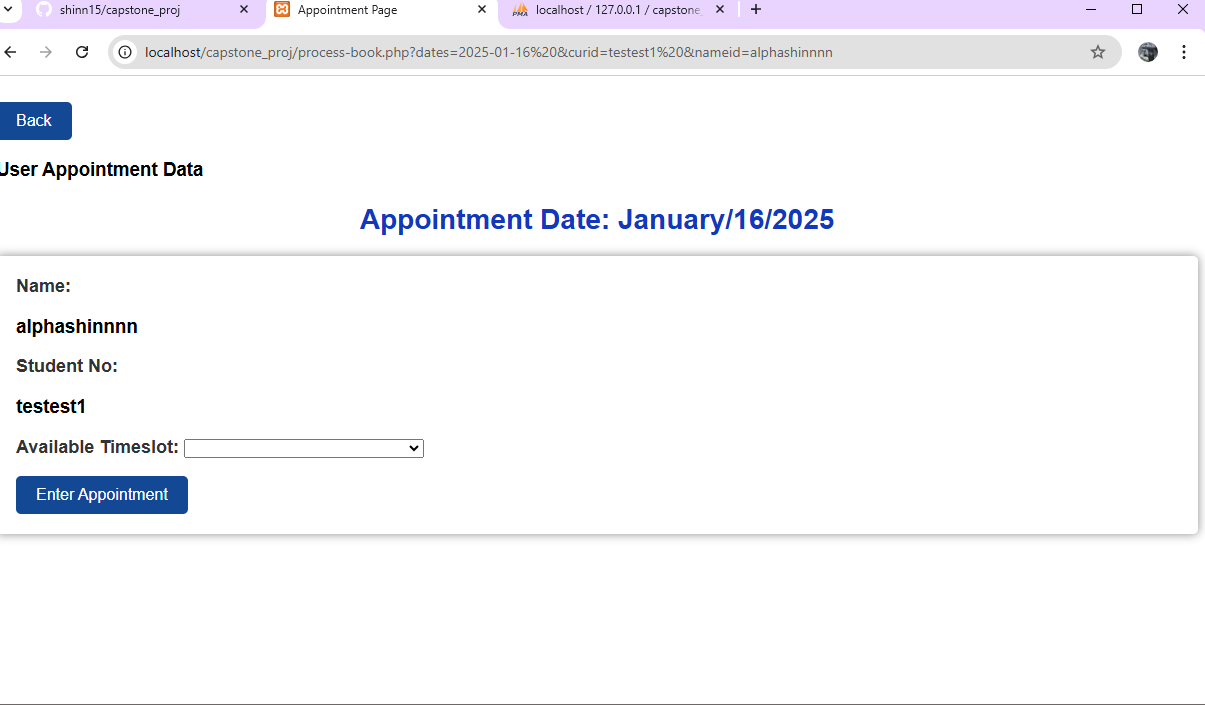 shinn15/capstone_proj
Appointment Page
localhost / 127.0.0.1 / capstone_
localhost/capstone_proj/process-book.php?dates=2025-01-16%20&curid=testest1%20&nameid=alphashinnnn
Back
User Appointment Data
Appointment Date: January/16/2025
Name:
alphashinnnn
Student No:
testest1
Available Timeslot:
Enter Appointment